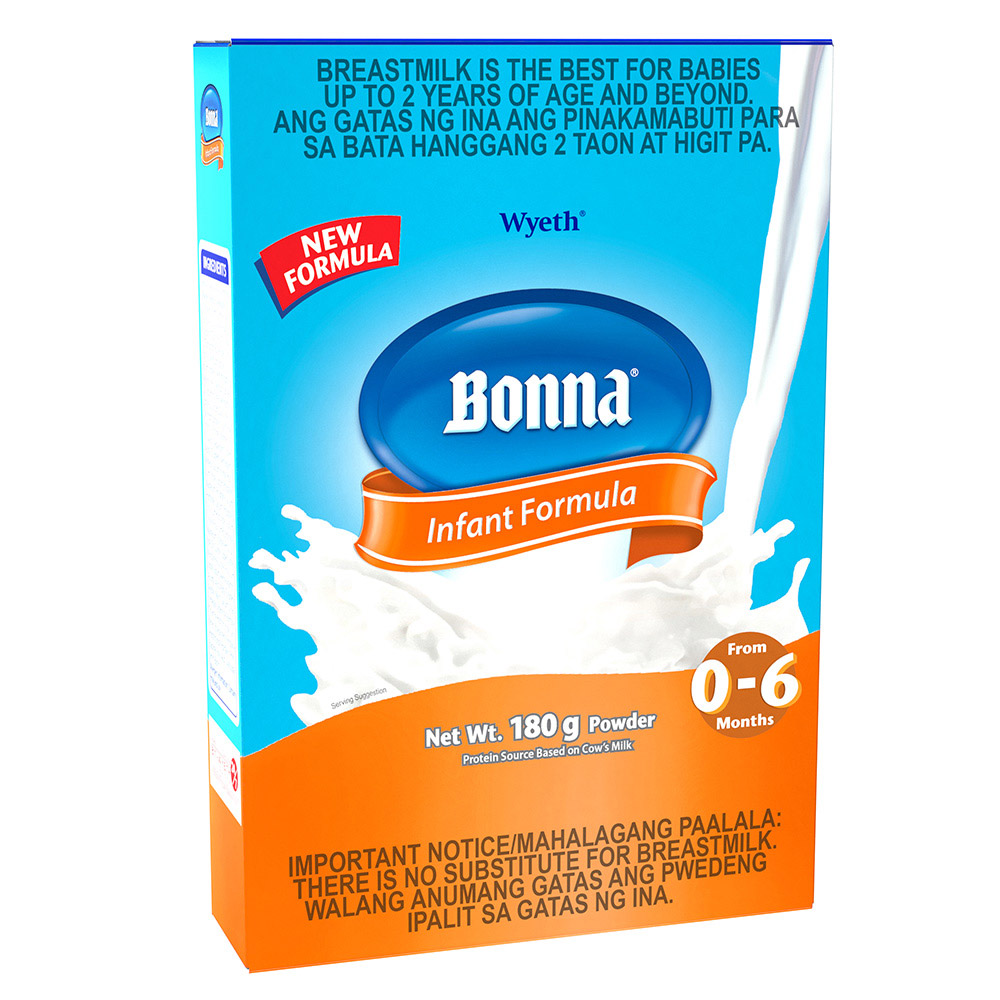 BREASTMILK IS THE BEST FOR BABIES
UP TO 2 YEARS OF AGE AND BEYOND.
ANG GATAS NG INA ANG PINAKAMABUTI PARA
SA BATA HANGGANG 2 TAON AT HIGIT PA.
Wyeth®
NEW
FORMULA
Bonna®
Infant Formula
From
0-6
Months
Serving Suggestion
Net Wt. 180 g Powder
Protein Source Based on Cow's Milk
IMPORTANT NOTICE/MAHALAGANG PAALALA:
THERE IS NO SUBSTITUTE FOR BREASTMILK.
WALANG ANUMANG GATAS ANG PWEDENG
IPALIT SA GATAS NG INA.
Bonna
Infant Formula
INGREDIENTS